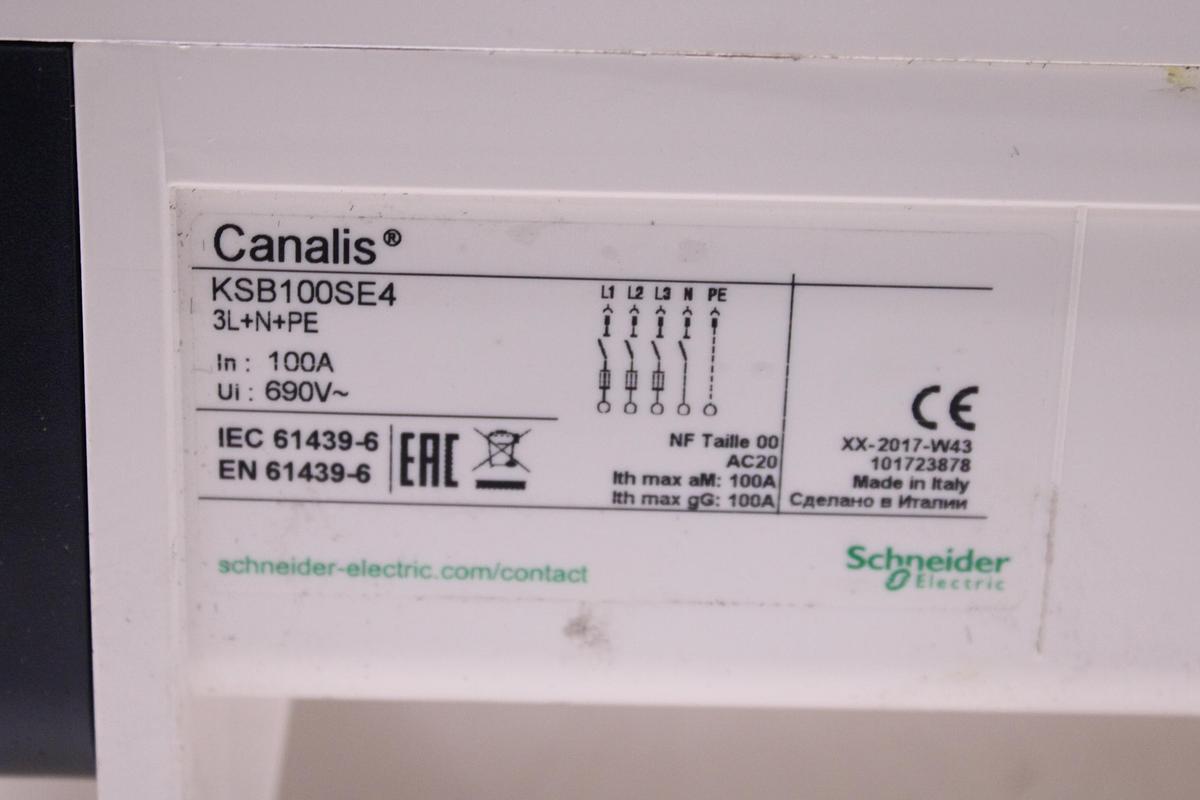 Canalis®
KSB100SE4
3L+N+PE
In : 100A
Ui : 690V~
IEC 61439-6
EN 61439-6
EAC
L1 L2 L3 N PE
NF Taille 00
AC20
Ith max aM: 100A
Ith max gG: 100A
CE
XX-2017-W43
101723878
Made in Italy
Сделано в Италии
schneider-electric.com/contact
Schneider
Electric